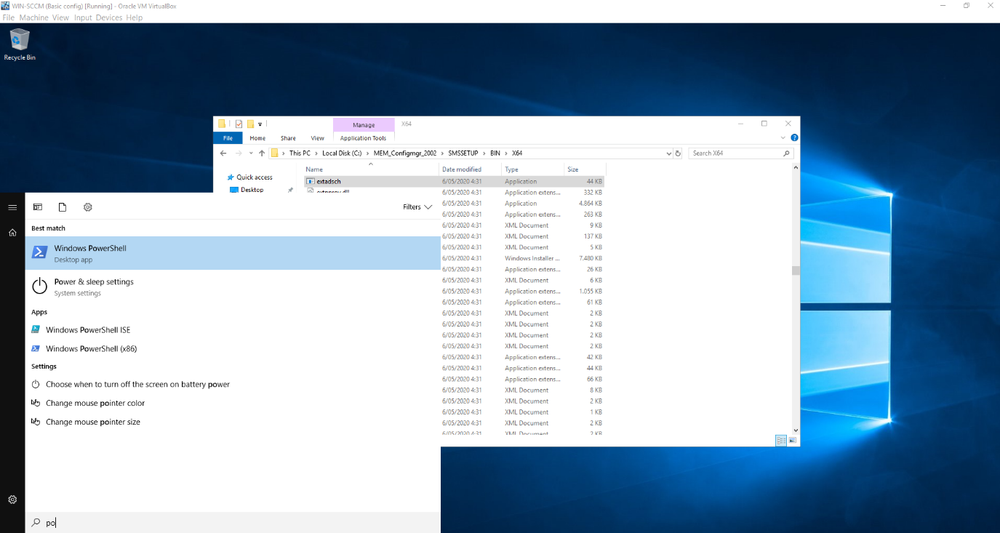 WIN-SCCM (Basic config) [Running] - Oracle VM VirtualBox
File Machine View Input Devices Help
Recycle Bin
Manage X64
File Home Share View Application Tools
This PC Local Disk (C:) MEM_Configmgr_2002 SMSSETUP BIN X64 Search X64
Name Date modified Type Size
Quick access
Desktop
extadsch 6/05/2020 4:31 Application 44 KB
extpprov.dll 6/05/2020 4:31 Application extens... 332 KB
6/05/2020 4:31 Application 4.864 KB
6/05/2020 4:31 Application extens... 263 KB
6/05/2020 4:31 XML Document 9 KB
6/05/2020 4:31 XML Document 137 KB
6/05/2020 4:31 XML Document 5 KB
6/05/2020 4:31 Windows Installer ... 7.480 KB
6/05/2020 4:31 Application extens... 26 KB
6/05/2020 4:31 XML Document 6 KB
6/05/2020 4:31 Application extens... 1.055 KB
6/05/2020 4:31 Application extens... 61 KB
6/05/2020 4:31 XML Document 2 KB
6/05/2020 4:31 XML Document 2 KB
6/05/2020 4:31 XML Document 2 KB
6/05/2020 4:31 XML Document 2 KB
6/05/2020 4:31 Application extens... 42 KB
6/05/2020 4:31 Application extens... 44 KB
6/05/2020 4:31 Application extens... 66 KB
6/05/2020 4:31 XML Document 8 KB
6/05/2020 4:31 XML Document 2 KB
6/05/2020 4:31 XML Document 1 KB
6/05/2020 4:31 XML Document 2 KB
6/05/2020 4:31 XML Document 2 KB
Filters
Best match
Windows PowerShell
Desktop app
Power & sleep settings
System settings
Apps
Windows PowerShell ISE
Windows PowerShell (x86)
Settings
Choose when to turn off the screen on battery power
Change mouse pointer color
Change mouse pointer size
po